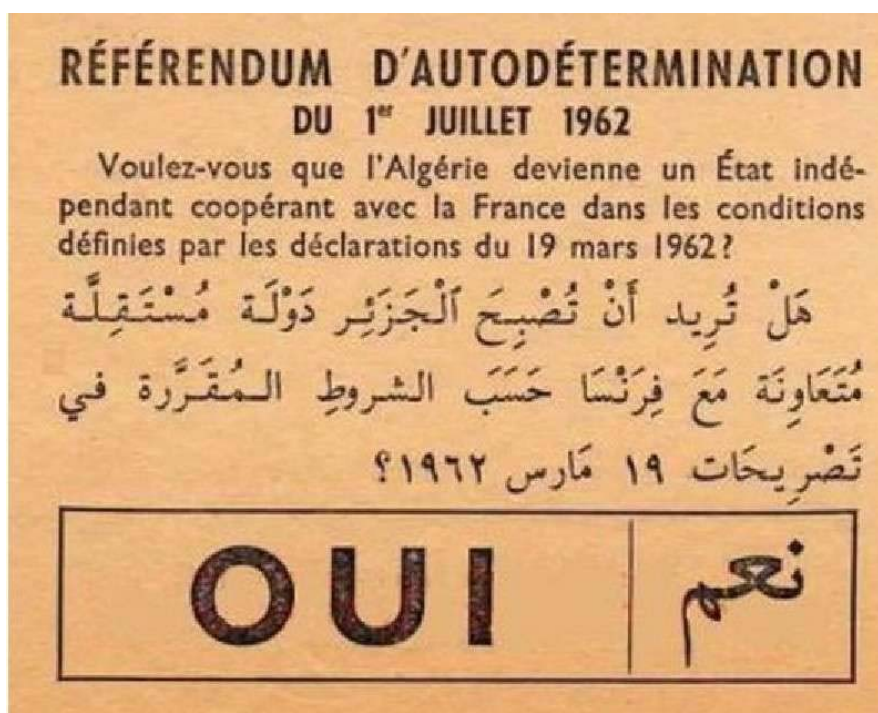 RÉFÉRENDUM D'AUTODÉTERMINATION
DU 1er JUILLET 1962
Voulez-vous que l'Algérie devienne un État indé-
pendant coopérant avec la France dans les conditions
définies par les déclarations du 19 mars 1962?
هَلْ تُرِيد أَنْ تُصْبِحَ ٱلْجَزَئِر دَوْلَة مُسْتَقِلَّة
مُتَعَاوِنَة مَعَ فِرَنْسَا حَسَبَ الشروطِ المُقَرَّرة في
تَصْرِيحَات ١٩ مَارس ١٩٦٢؟
OUI نعم